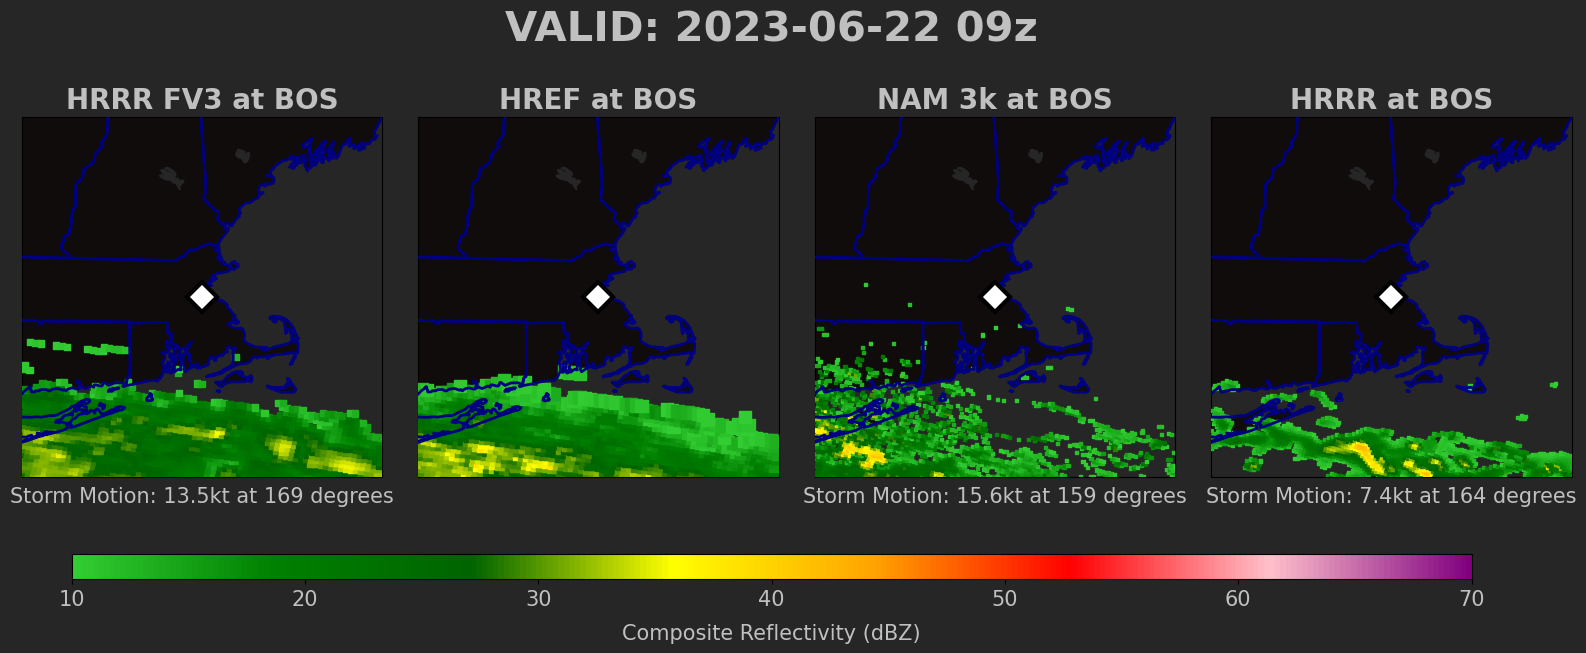 VALID: 2023-06-22 09z
HRRR FV3 at BOS
HREF at BOS
NAM 3k at BOS
HRRR at BOS
Storm Motion: 13.5kt at 169 degrees
Storm Motion: 15.6kt at 159 degrees
Storm Motion: 7.4kt at 164 degrees
10 20 30 40 50 60 70
Composite Reflectivity (dBZ)